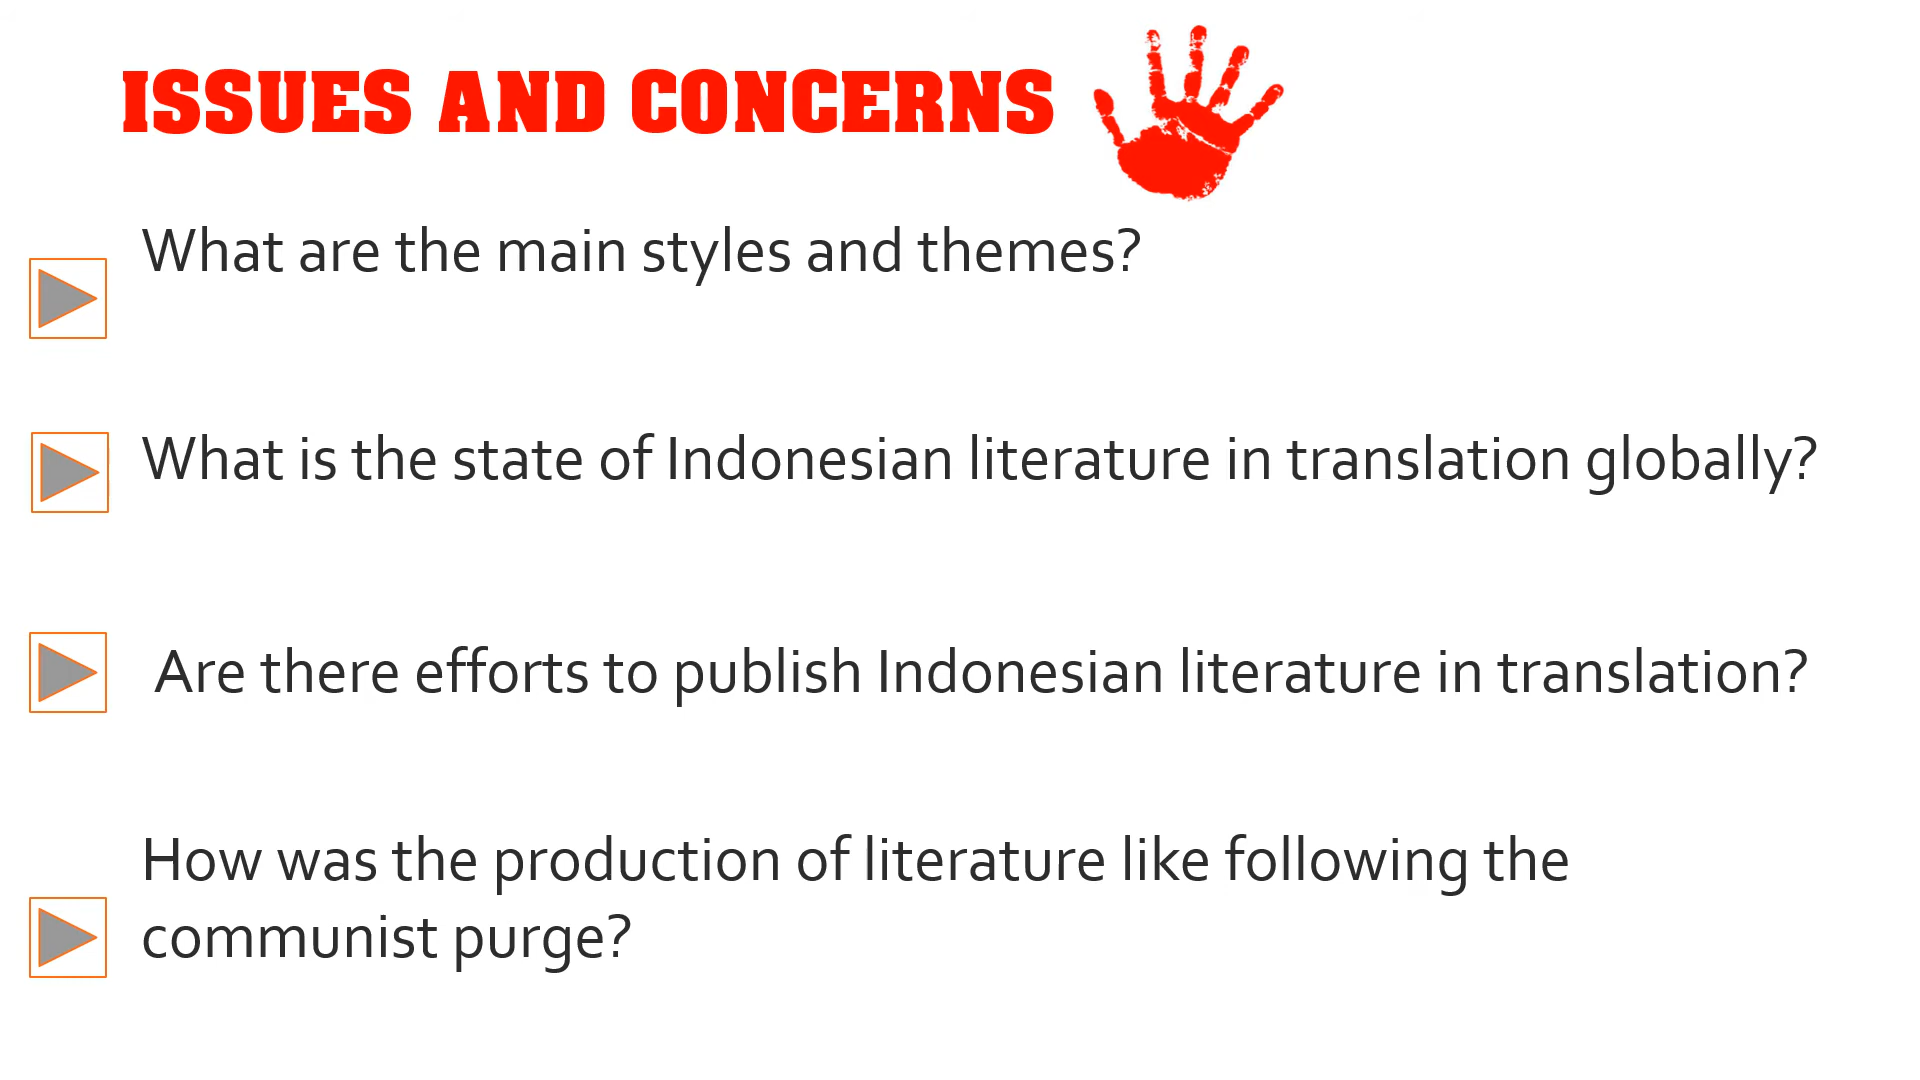 ISSUES AND CONCERNS
What are the main styles and themes?
What is the state of Indonesian literature in translation globally?
Are there efforts to publish Indonesian literature in translation?
How was the production of literature like following the
communist purge?